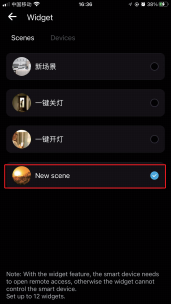 中国移动
16:36
38%
Widget
Scenes Devices
新场景
一键关灯
一键开灯
New scene
Note: With the widget feature, the smart device needs
to open remote access, otherwise the widget cannot
control the smart device.
Set up to 12 widgets.